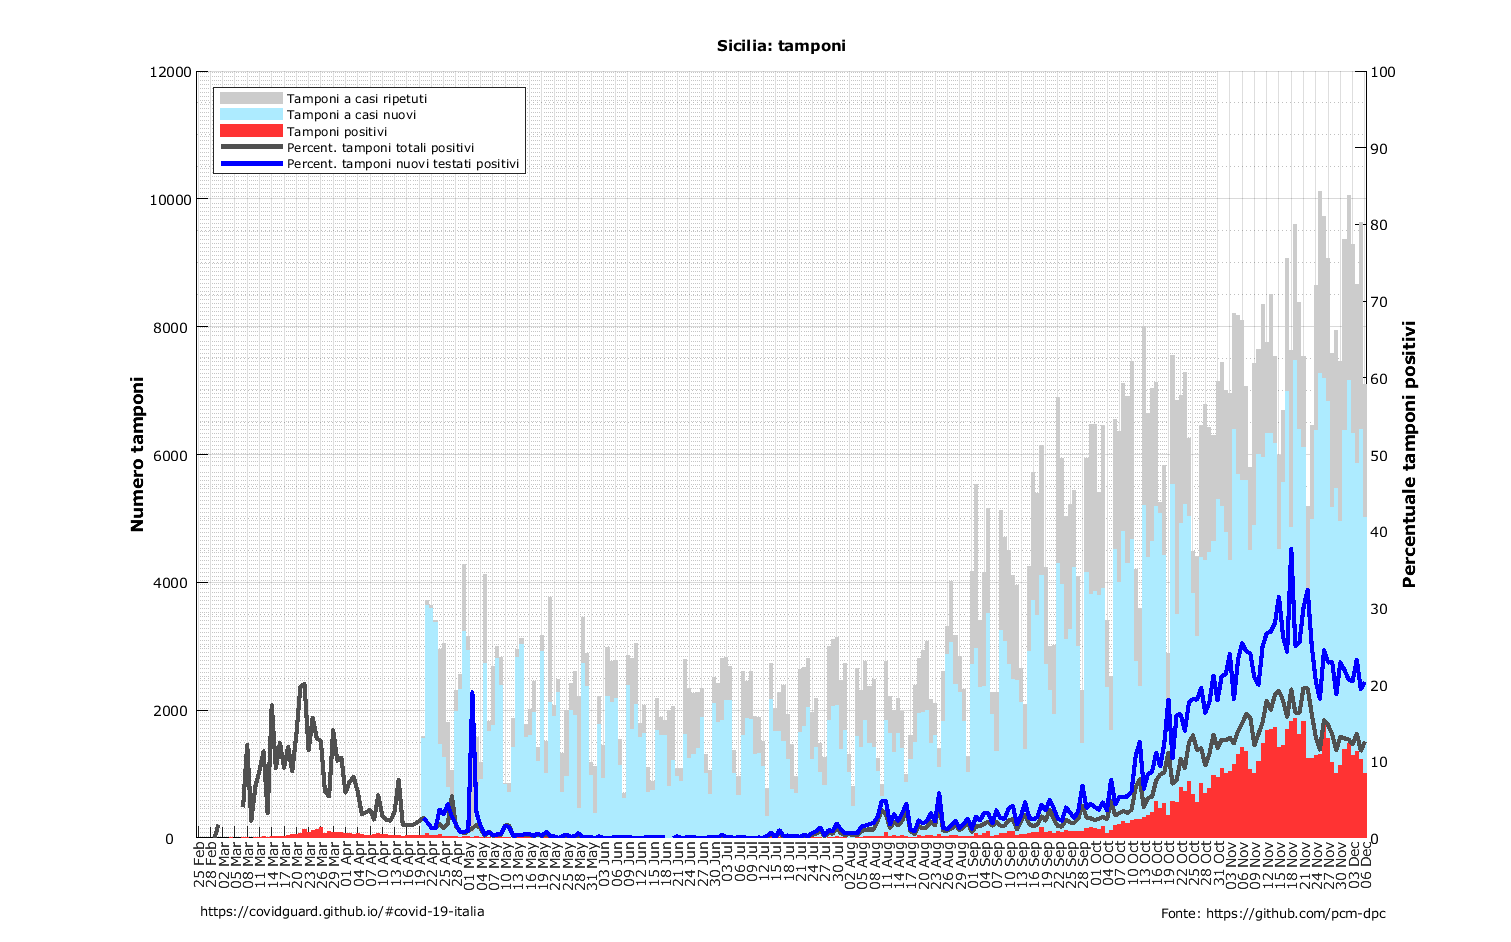 Sicilia: tamponi
Tamponi a casi ripetuti
Tamponi a casi nuovi
Tamponi positivi
Percent. tamponi totali positivi
Percent. tamponi nuovi testati positivi
Numero tamponi
12000
10000
8000
6000
4000
2000
0
Percentuale tamponi positivi
100
90
80
70
60
50
40
30
20
10
0
25 Feb
28 Feb
02 Mar
05 Mar
08 Mar
11 Mar
14 Mar
17 Mar
20 Mar
23 Mar
26 Mar
29 Mar
01 Apr
04 Apr
07 Apr
10 Apr
13 Apr
16 Apr
19 Apr
22 Apr
25 Apr
28 Apr
01 May
04 May
07 May
10 May
13 May
16 May
19 May
22 May
25 May
28 May
31 May
03 Jun
06 Jun
09 Jun
12 Jun
15 Jun
18 Jun
21 Jun
24 Jun
27 Jun
30 Jun
03 Jul
06 Jul
09 Jul
12 Jul
15 Jul
18 Jul
21 Jul
24 Jul
27 Jul
30 Jul
02 Aug
05 Aug
08 Aug
11 Aug
14 Aug
17 Aug
20 Aug
23 Aug
26 Aug
29 Aug
01 Sep
04 Sep
07 Sep
10 Sep
13 Sep
16 Sep
19 Sep
22 Sep
25 Sep
28 Sep
01 Oct
04 Oct
07 Oct
10 Oct
13 Oct
16 Oct
19 Oct
22 Oct
25 Oct
28 Oct
31 Oct
03 Nov
06 Nov
09 Nov
12 Nov
15 Nov
18 Nov
21 Nov
24 Nov
27 Nov
30 Nov
03 Dec
06 Dec
https://covidguard.github.io/#covid-19-italia
Fonte: https://github.com/pcm-dpc